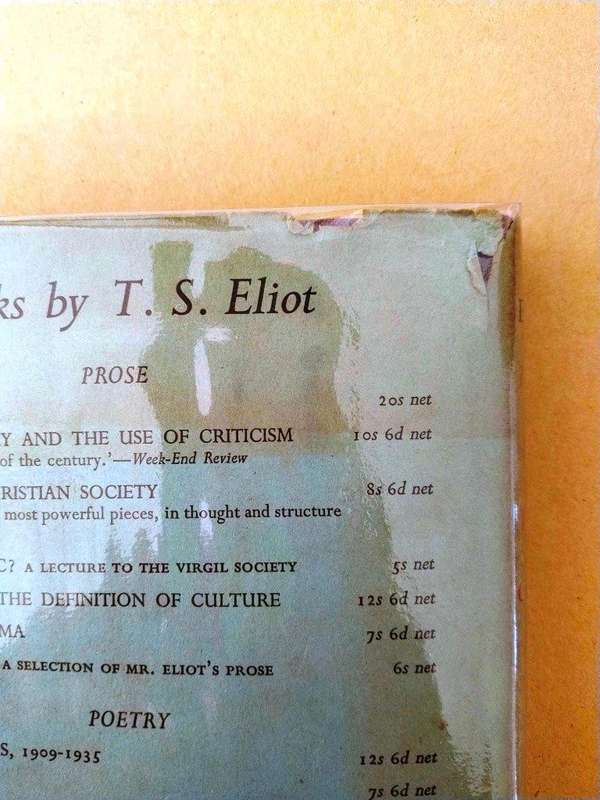 ks by T. S. Eliot
PROSE
20s net
Y AND THE USE OF CRITICISM 10s 6d net
of the century.'—Week-End Review
RISTIAN SOCIETY 8s 6d net
most powerful pieces, in thought and structure
C? A LECTURE TO THE VIRGIL SOCIETY 5s net
THE DEFINITION OF CULTURE 12s 6d net
MA 7s 6d net
A SELECTION OF MR. ELIOT'S PROSE 6s net
POETRY
S, 1909-1935 12s 6d net
7s 6d net